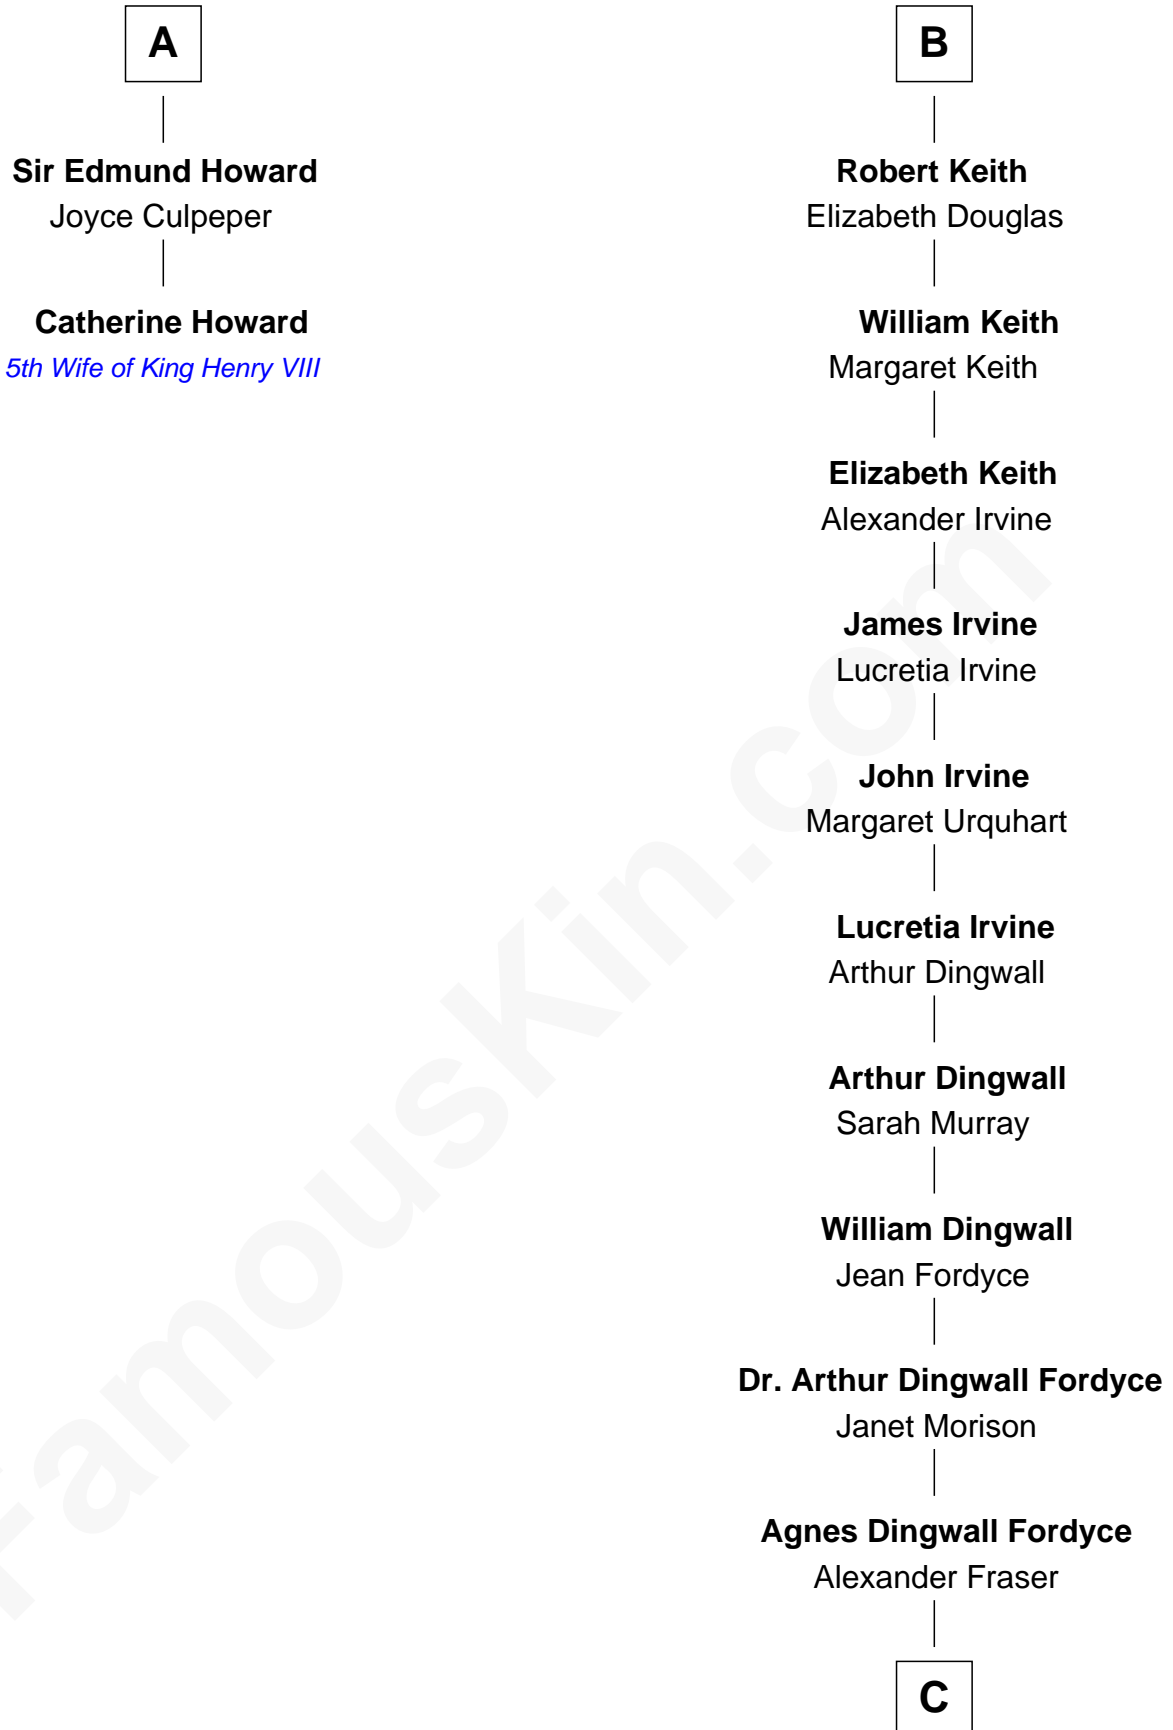 A
Sir Edmund Howard
Joyce Culpeper
Catherine Howard
5th Wife of King Henry VIII
B
Robert Keith
Elizabeth Douglas
William Keith
Margaret Keith
Elizabeth Keith
Alexander Irvine
James Irvine
Lucretia Irvine
John Irvine
Margaret Urquhart
Lucretia Irvine
Arthur Dingwall
Arthur Dingwall
Sarah Murray
William Dingwall
Jean Fordyce
Dr. Arthur Dingwall Fordyce
Janet Morison
Agnes Dingwall Fordyce
Alexander Fraser
C
FamousKin.com